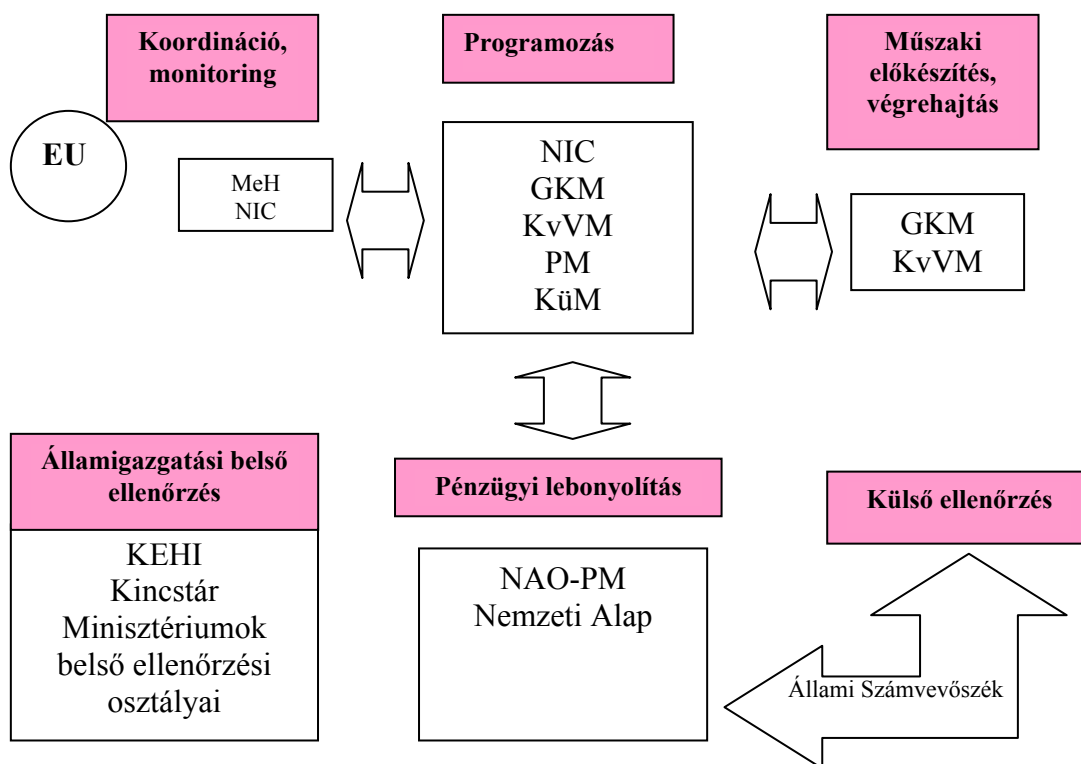 Koordináció,
monitoring
Programozás
Műszaki
előkészítés,
végrehajtás
EU
MeH
NIC
NIC
GKM
KvVM
PM
KüM
GKM
KvVM
Államigazgatási belső
ellenőrzés
KEHI
Kincstár
Minisztériumok
belső ellenőrzési
osztályai
Pénzügyi lebonyolítás
NAO-PM
Nemzeti Alap
Külső ellenőrzés
Állami Számvevőszék